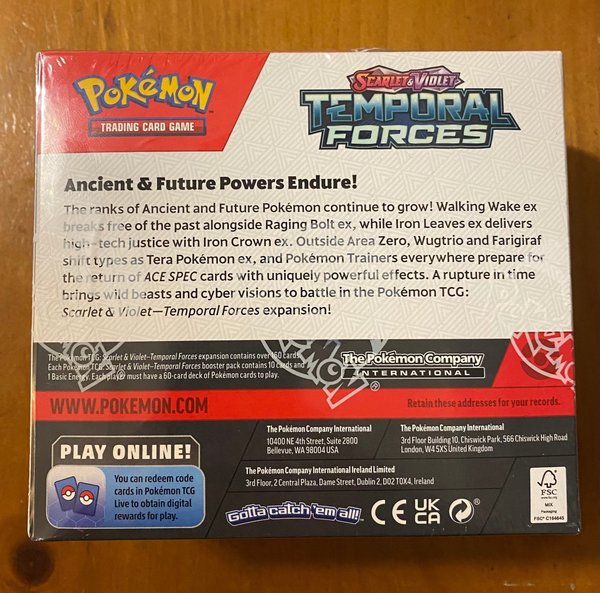 POKéMON
TRADING CARD GAME
SCARLET & VIOLET
TEMPORAL
FORCES
Ancient & Future Powers Endure!
The ranks of Ancient and Future Pokémon continue to grow! Walking Wake ex
breaks free of the past alongside Raging Bolt ex, while Iron Leaves ex delivers
high-tech justice with Iron Crown ex. Outside Area Zero, Wugtrio and Farigiraf
shift types as Tera Pokémon ex, and Pokémon Trainers everywhere prepare for
the return of ACE SPEC cards with uniquely powerful effects. A rupture in time
brings wild beasts and cyber visions to battle in the Pokémon TCG:
Scarlet & Violet—Temporal Forces expansion!
The Pokémon TCG: Scarlet & Violet–Temporal Forces expansion contains over 160 cards.
Each Pokémon TCG: Scarlet & Violet–Temporal Forces booster pack contains 10 cards and
1 Basic Energy. Each player must have a 60-card deck of Pokémon cards to play.
The Pokémon Company
INTERNATIONAL
WWW.POKEMON.COM
Retain these addresses for your records.
PLAY ONLINE!
You can redeem code
cards in Pokémon TCG
Live to obtain digital
rewards for play.
The Pokémon Company International
10400 NE 4th Street, Suite 2800
Bellevue, WA 98004 USA
The Pokémon Company International
3rd Floor Building 10, Chiswick Park, 566 Chiswick High Road
London, W4 5XS United Kingdom
The Pokémon Company International Ireland Limited
3rd Floor, 2 Central Plaza, Dame Street, Dublin 2, D02 T0X4, Ireland
Gotta catch 'em all!
CE
UK
CA
®
FSC
www.fsc.org
MIX
Packaging
FSC® C164645